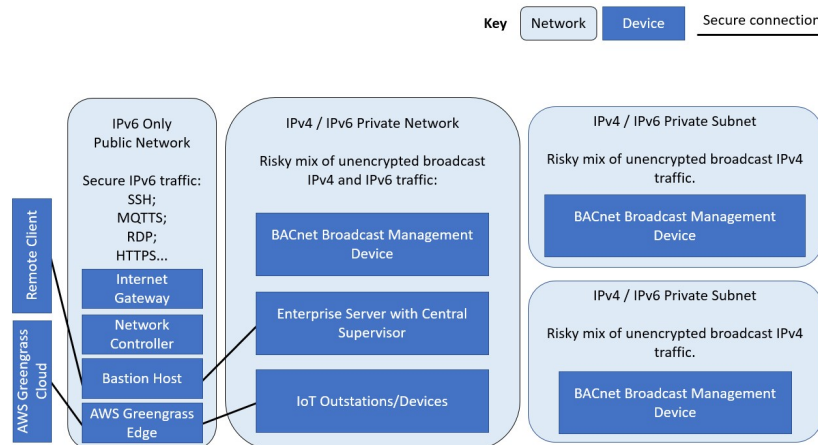 Key
Network
Device
Secure connection
IPv6 Only
Public Network
Secure IPv6 traffic:
SSH;
MQTTS;
RDP;
HTTPS...
Internet
Gateway
Network
Controller
Bastion Host
AWS Greengrass
Edge
Remote Client
AWS Greengrass
Cloud
IPv4 / IPv6 Private Network
Risky mix of unencrypted broadcast
IPv4 and IPv6 traffic:
BACnet Broadcast Management
Device
Enterprise Server with Central
Supervisor
IoT Outstations/Devices
IPv4 / IPv6 Private Subnet
Risky mix of unencrypted broadcast IPv4
traffic.
BACnet Broadcast Management
Device
IPv4 / IPv6 Private Subnet
Risky mix of unencrypted broadcast IPv4
traffic.
BACnet Broadcast Management
Device